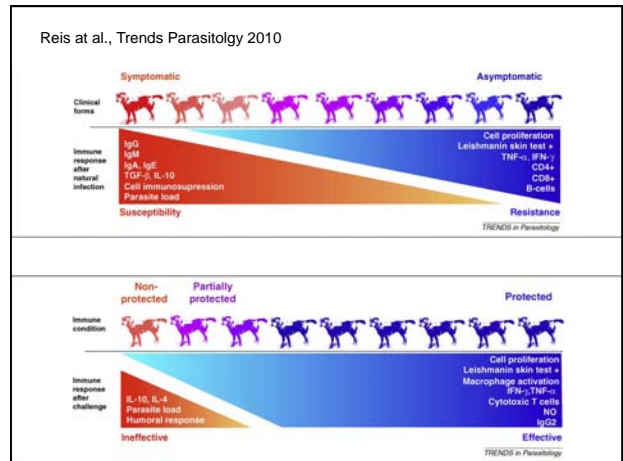 Reis at al., Trends Parasitolgy 2010
Symptomatic
Asymptomatic
Clinical
forms
Immune
response
after
natural
infection
IgG
IgM
IgA, IgE
TGF-β, IL-10
Cell immunosupression
Parasite load
Cell proliferation
Leishmanin skin test +
TNF-α, IFN-γ
CD4+
CD8+
B-cells
Susceptibility
Resistance
TRENDS in Parasitology
Non-
protected
Partially
protected
Protected
Immune
condition
Immune
response
after
challenge
IL-10, IL-4
Parasite load
Humoral response
Cell proliferation
Leishmanin skin test +
Macrophage activation
IFN-γ,TNF-α
Cytotoxic T cells
NO
IgG2
Ineffective
Effective
TRENDS in Parasitology